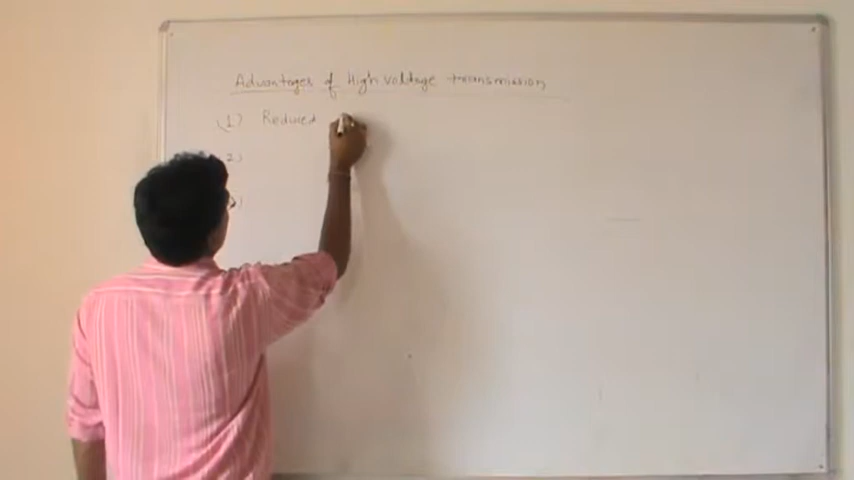 Advantages of High voltage transmission
1) Reduced
2)
3)